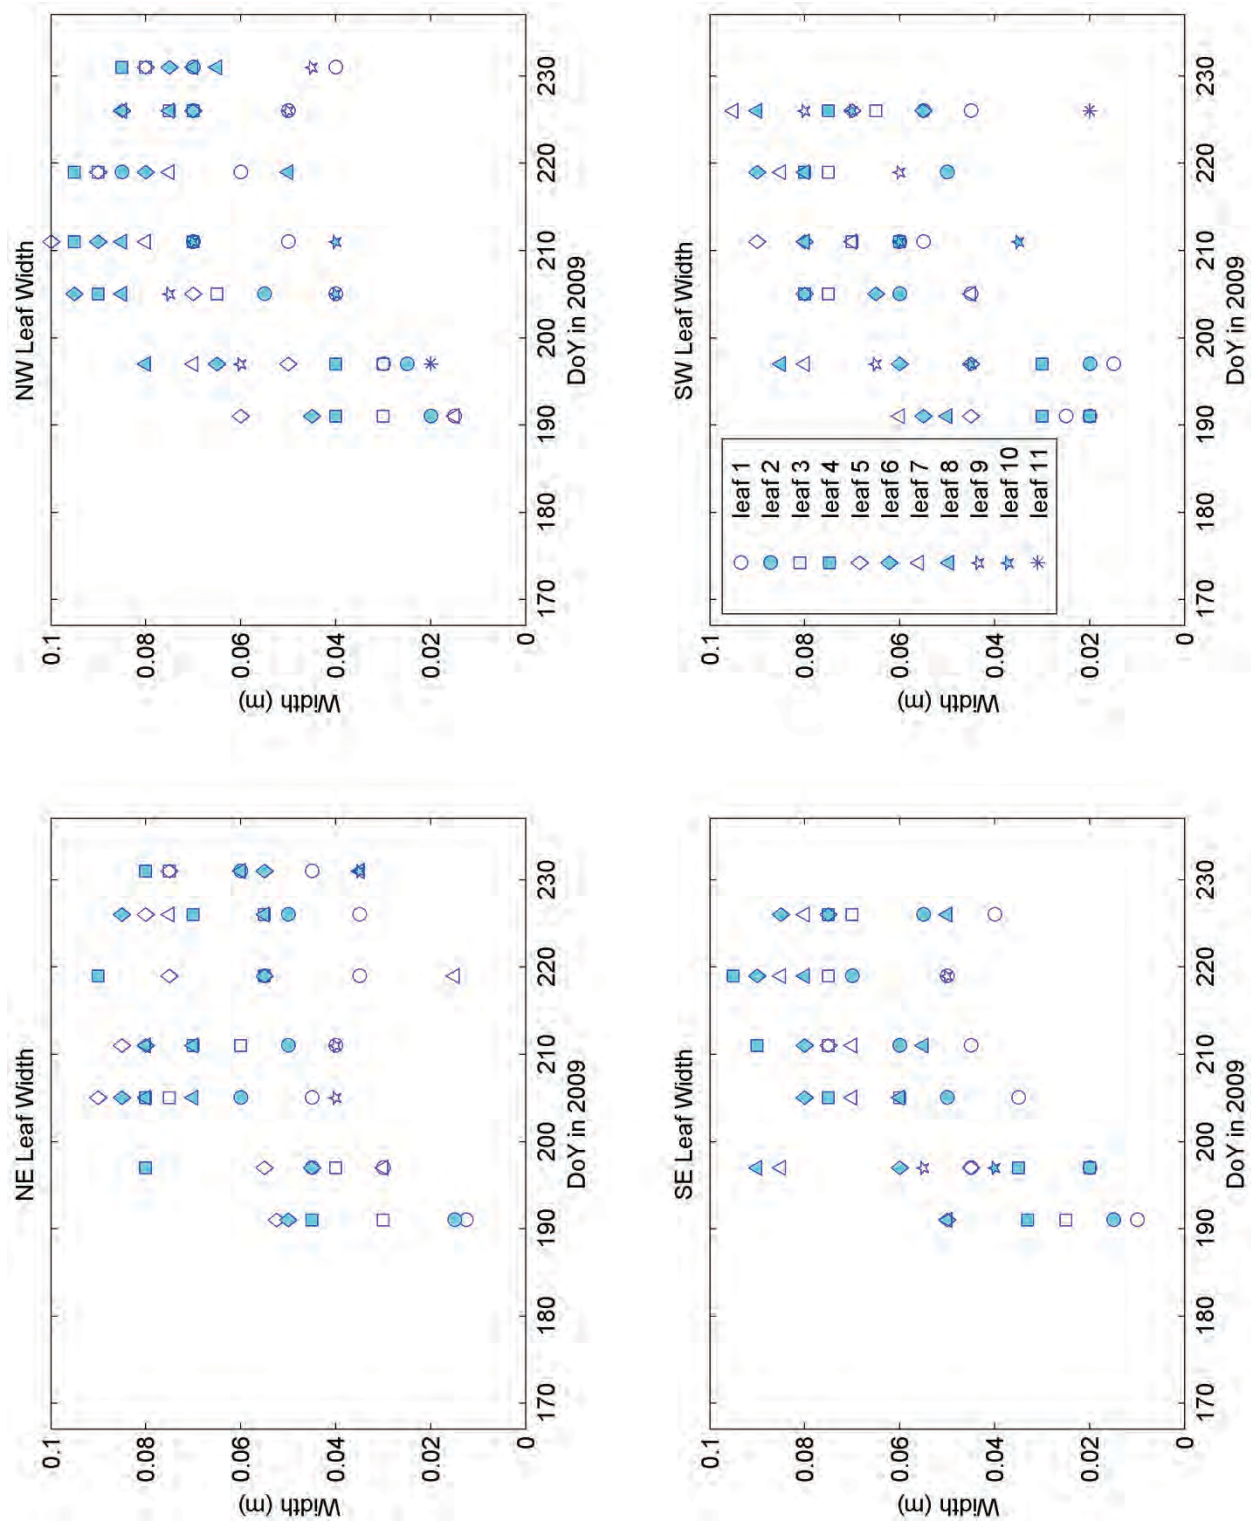 NE Leaf Width
0.1
0.08
0.06
0.04
0.02
0
Width (m)
170
180
190
200
210
220
230
DoY in 2009
NW Leaf Width
0.1
0.08
0.06
0.04
0.02
0
Width (m)
170
180
190
200
210
220
230
DoY in 2009
SE Leaf Width
0.1
0.08
0.06
0.04
0.02
0
Width (m)
170
180
190
200
210
220
230
DoY in 2009
SW Leaf Width
0.1
0.08
0.06
0.04
0.02
0
Width (m)
170
180
190
200
210
220
230
DoY in 2009
leaf 1
leaf 2
leaf 3
leaf 4
leaf 5
leaf 6
leaf 7
leaf 8
leaf 9
leaf 10
leaf 11